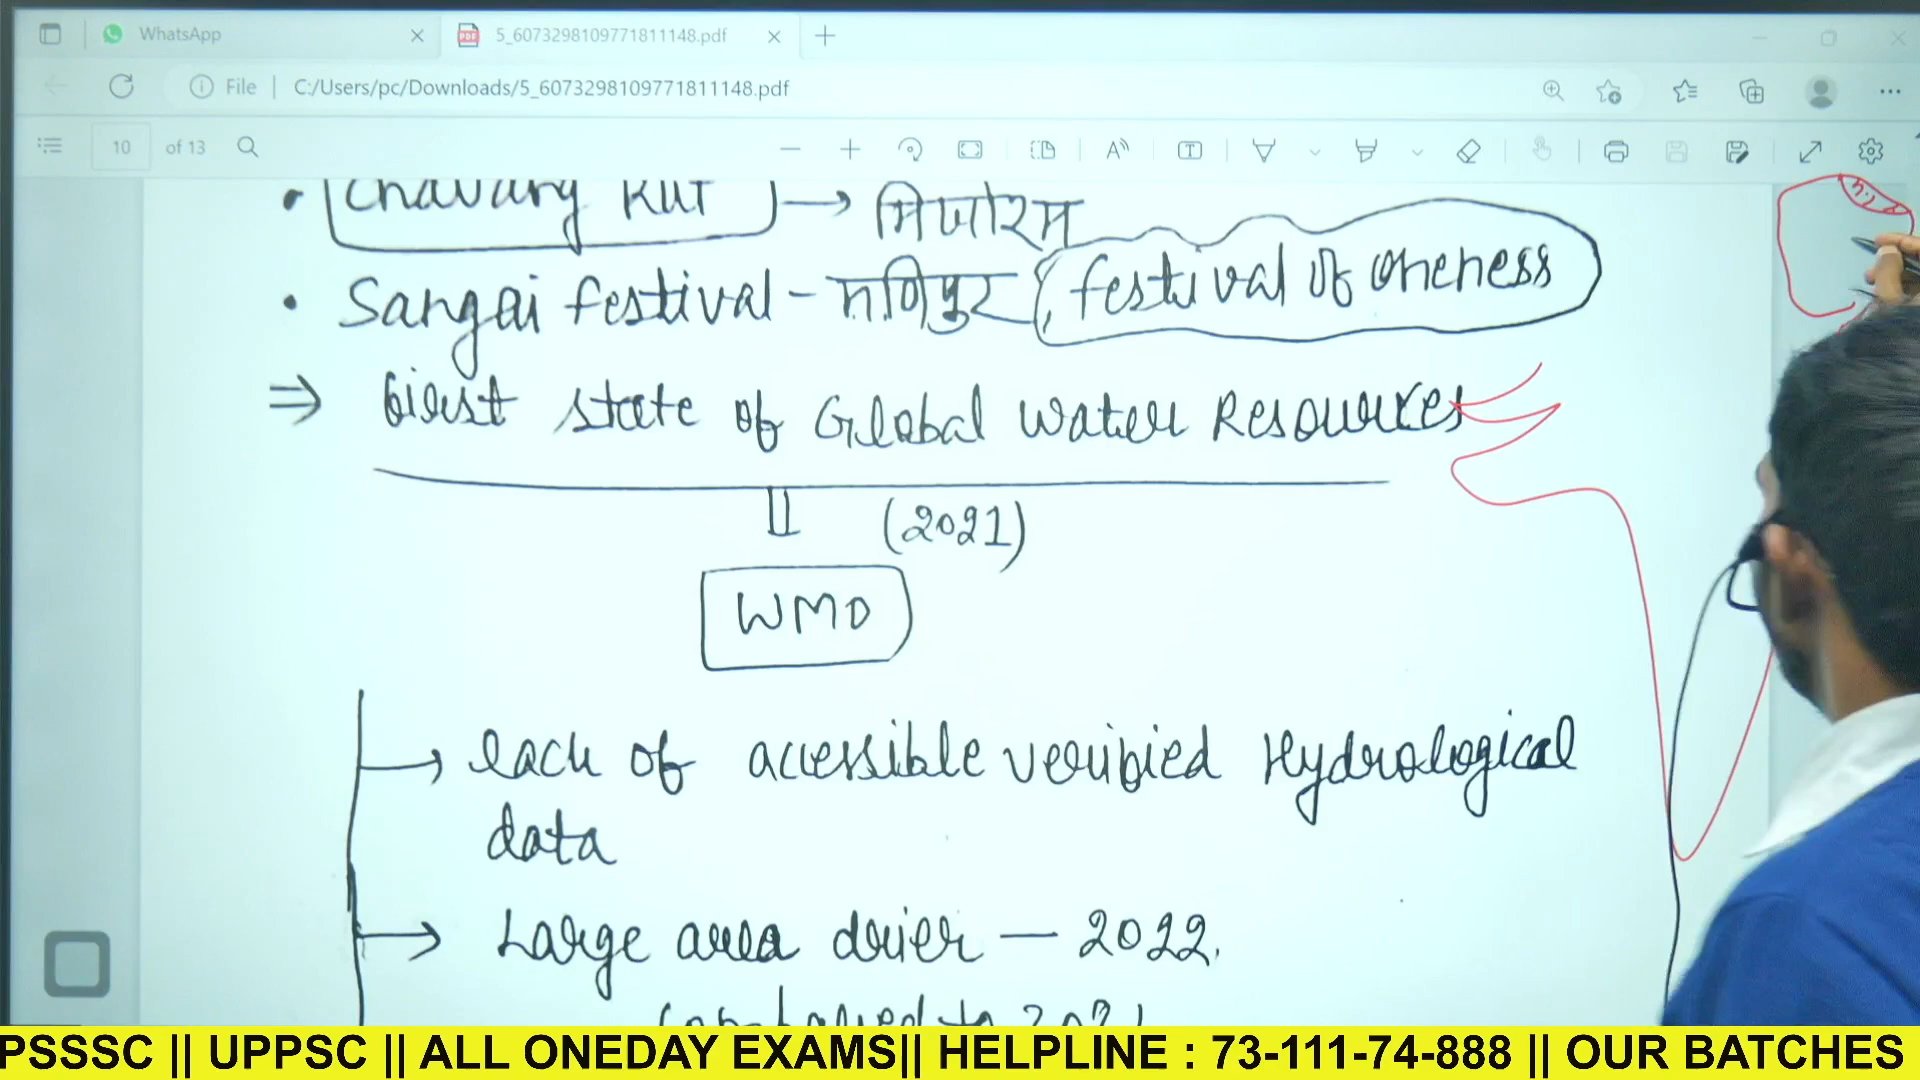 WhatsApp
5_6073298109771811148.pdf
File
C:/Users/pc/Downloads/5_6073298109771811148.pdf
10 of 13
Kut → मिजोरम
• Sangai festival - मणिपुर, festival of oneness
⇒ first state of Global Water Resources
(2021)
WMO
→ lack of accessible verified Hydrological
data
→ Large area drier — 2022.
to 2021
PSSSC || UPPSC || ALL ONEDAY EXAMS|| HELPLINE : 73-111-74-888 || OUR BATCHES